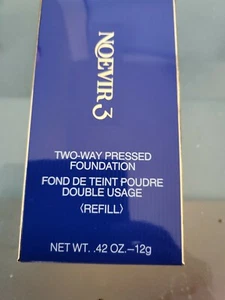 NOEVIR 3
TWO-WAY PRESSED
FOUNDATION
FOND DE TEINT POUDRE
DOUBLE USAGE
〈REFILL〉
NET WT. .42 OZ.–12g